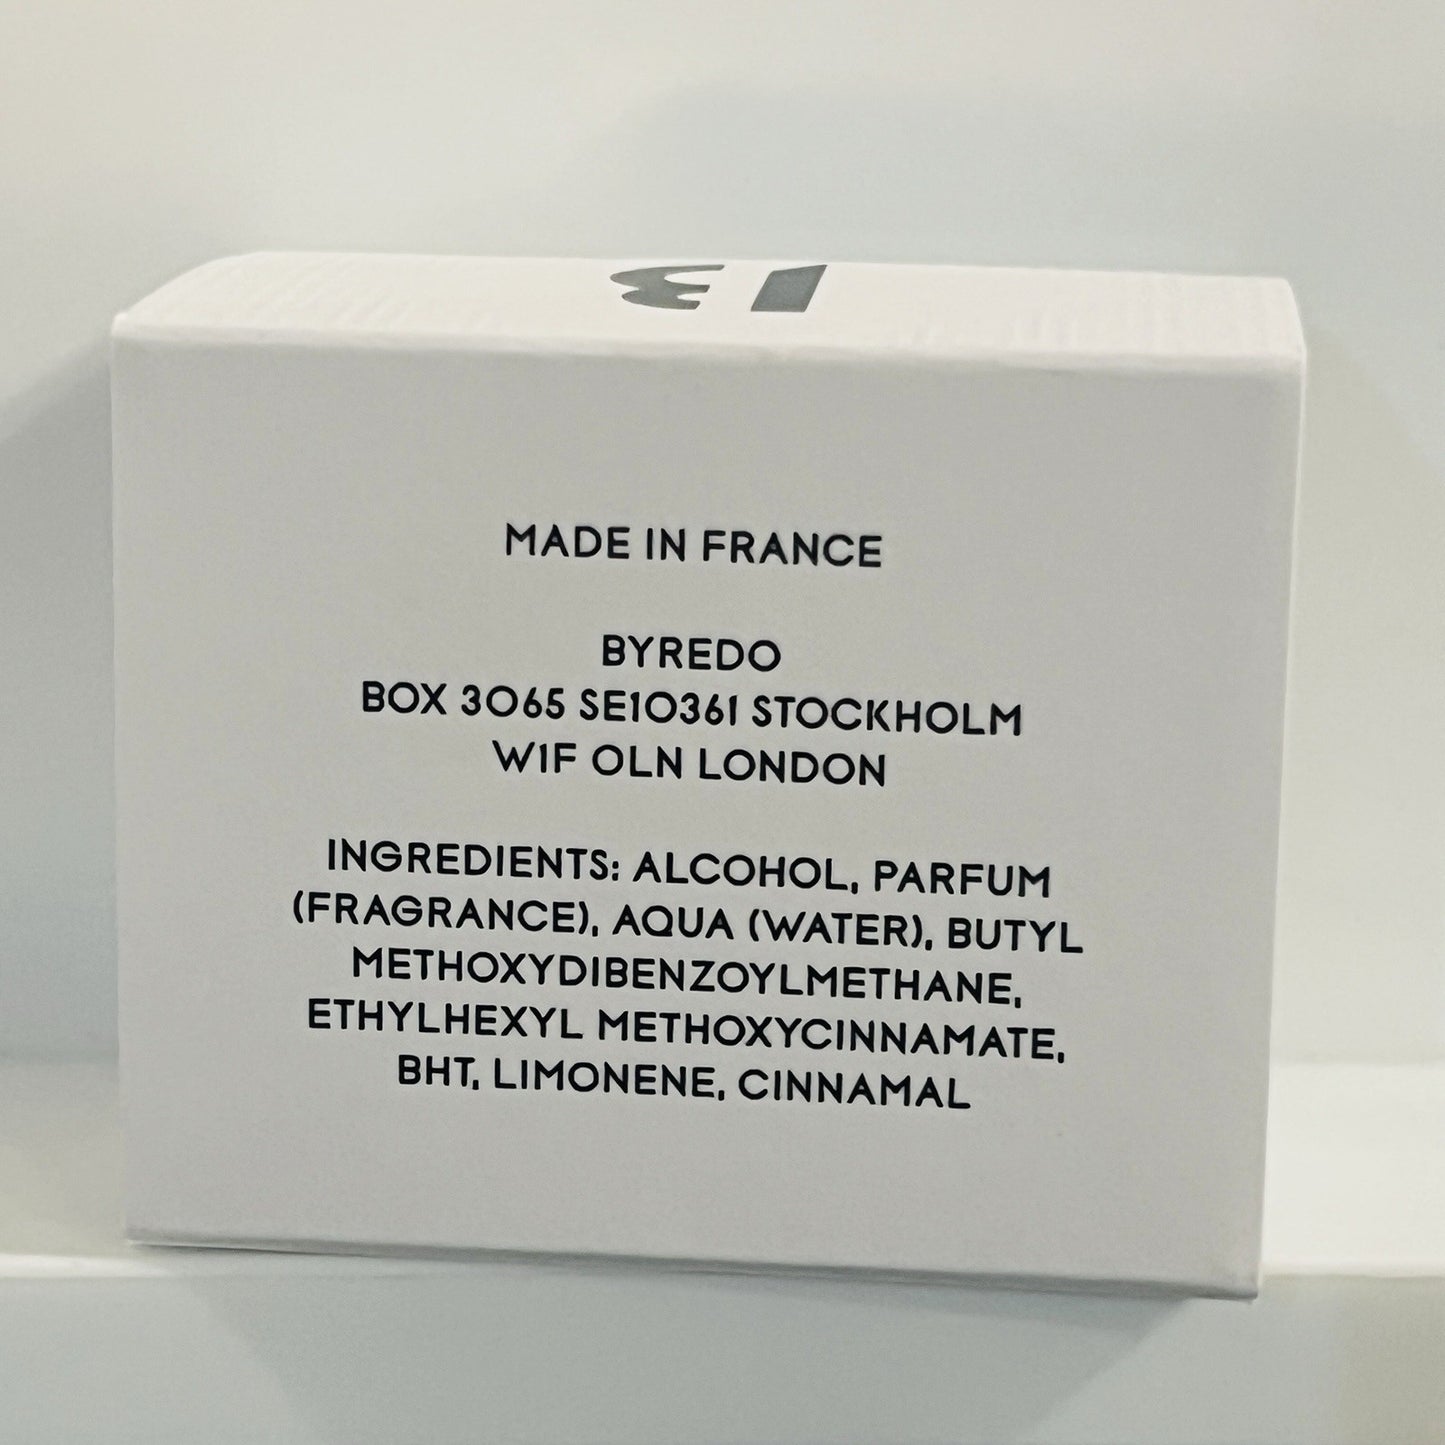 MADE IN FRANCE
BYREDO
BOX 3065 SE10361 STOCKHOLM
W1F OLN LONDON
INGREDIENTS: ALCOHOL, PARFUM
(FRAGRANCE), AQUA (WATER), BUTYL
METHOXYDIBENZOYLMETHANE,
ETHYLHEXYL METHOXYCINNAMATE,
BHT, LIMONENE, CINNAMAL